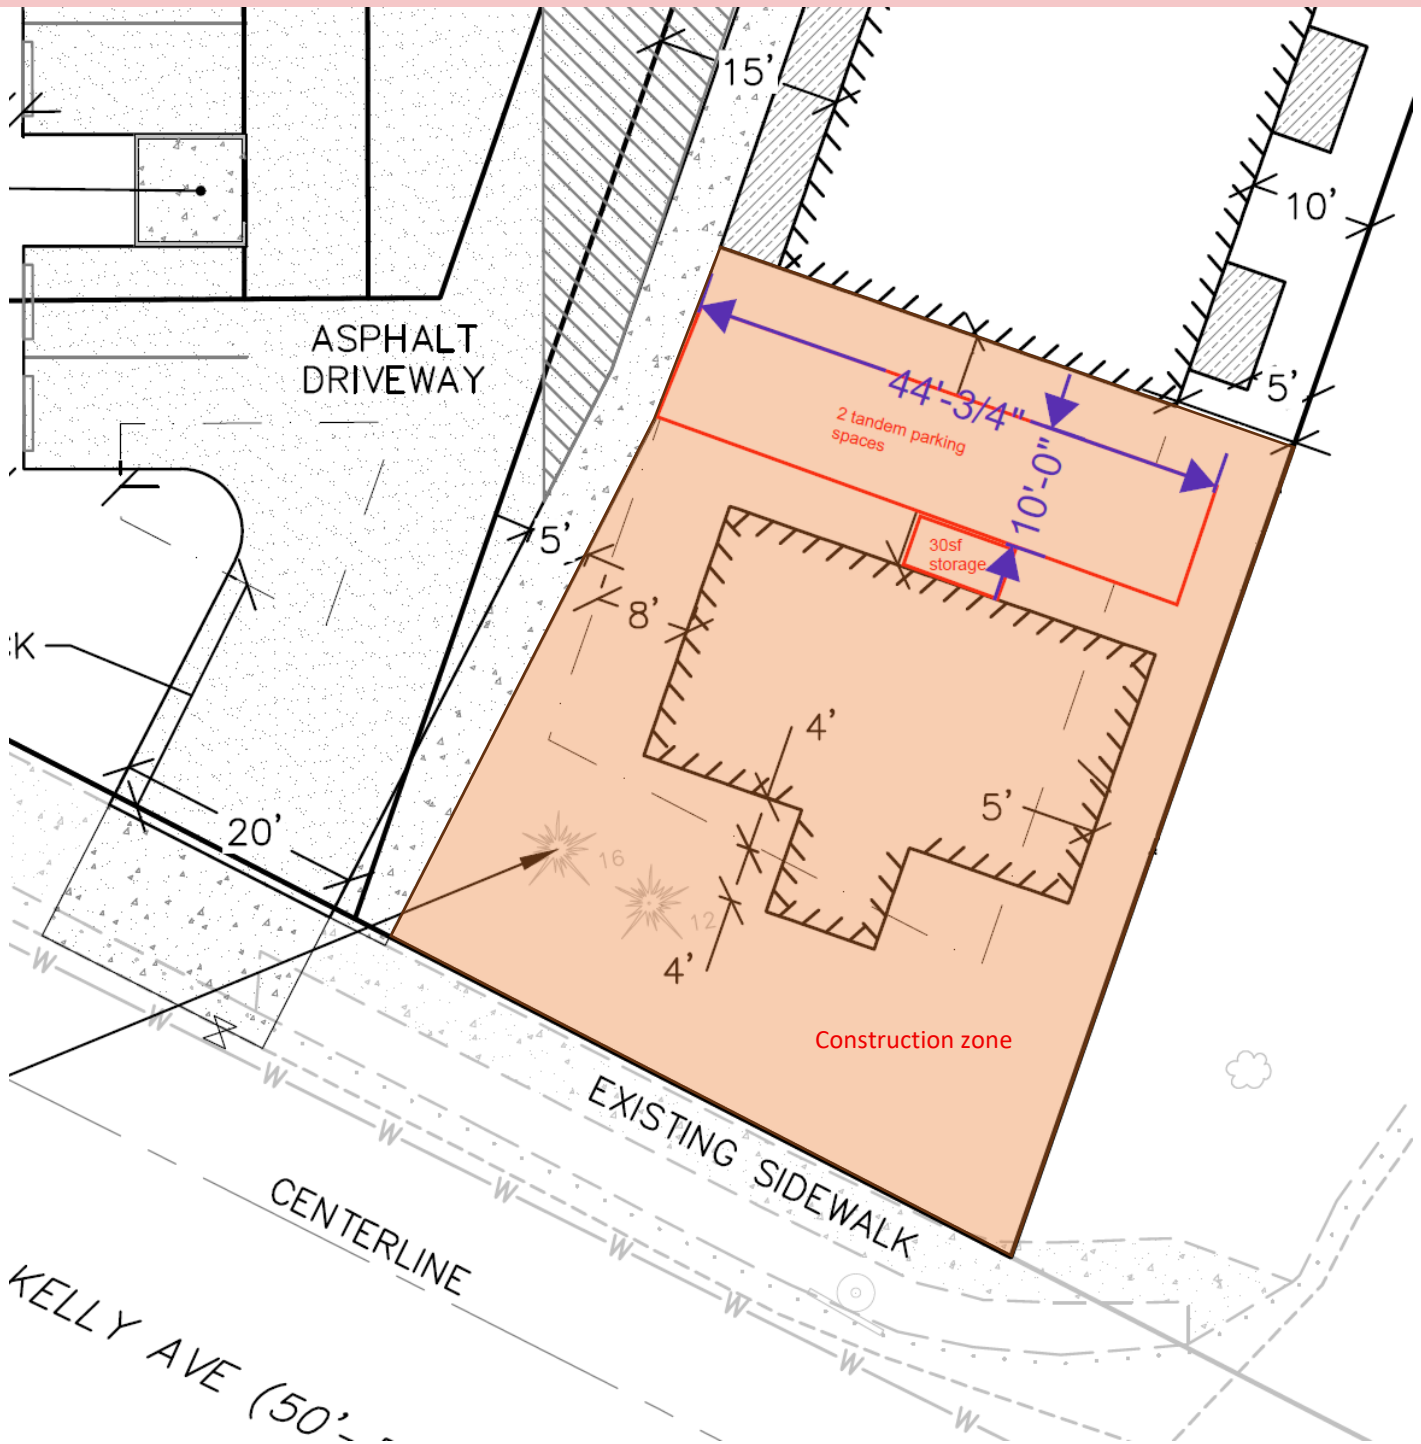 15'
10'
ASPHALT
DRIVEWAY
5'
44'-3/4"
2 tandem parking
spaces
10'-0"
5'
30sf
storage
8'
K
4'
5'
20'
16
12
4'
W
W
Construction zone
W
EXISTING SIDEWALK
W
CENTERLINE
W
W
KELLY AVE (50'-
W
W
W